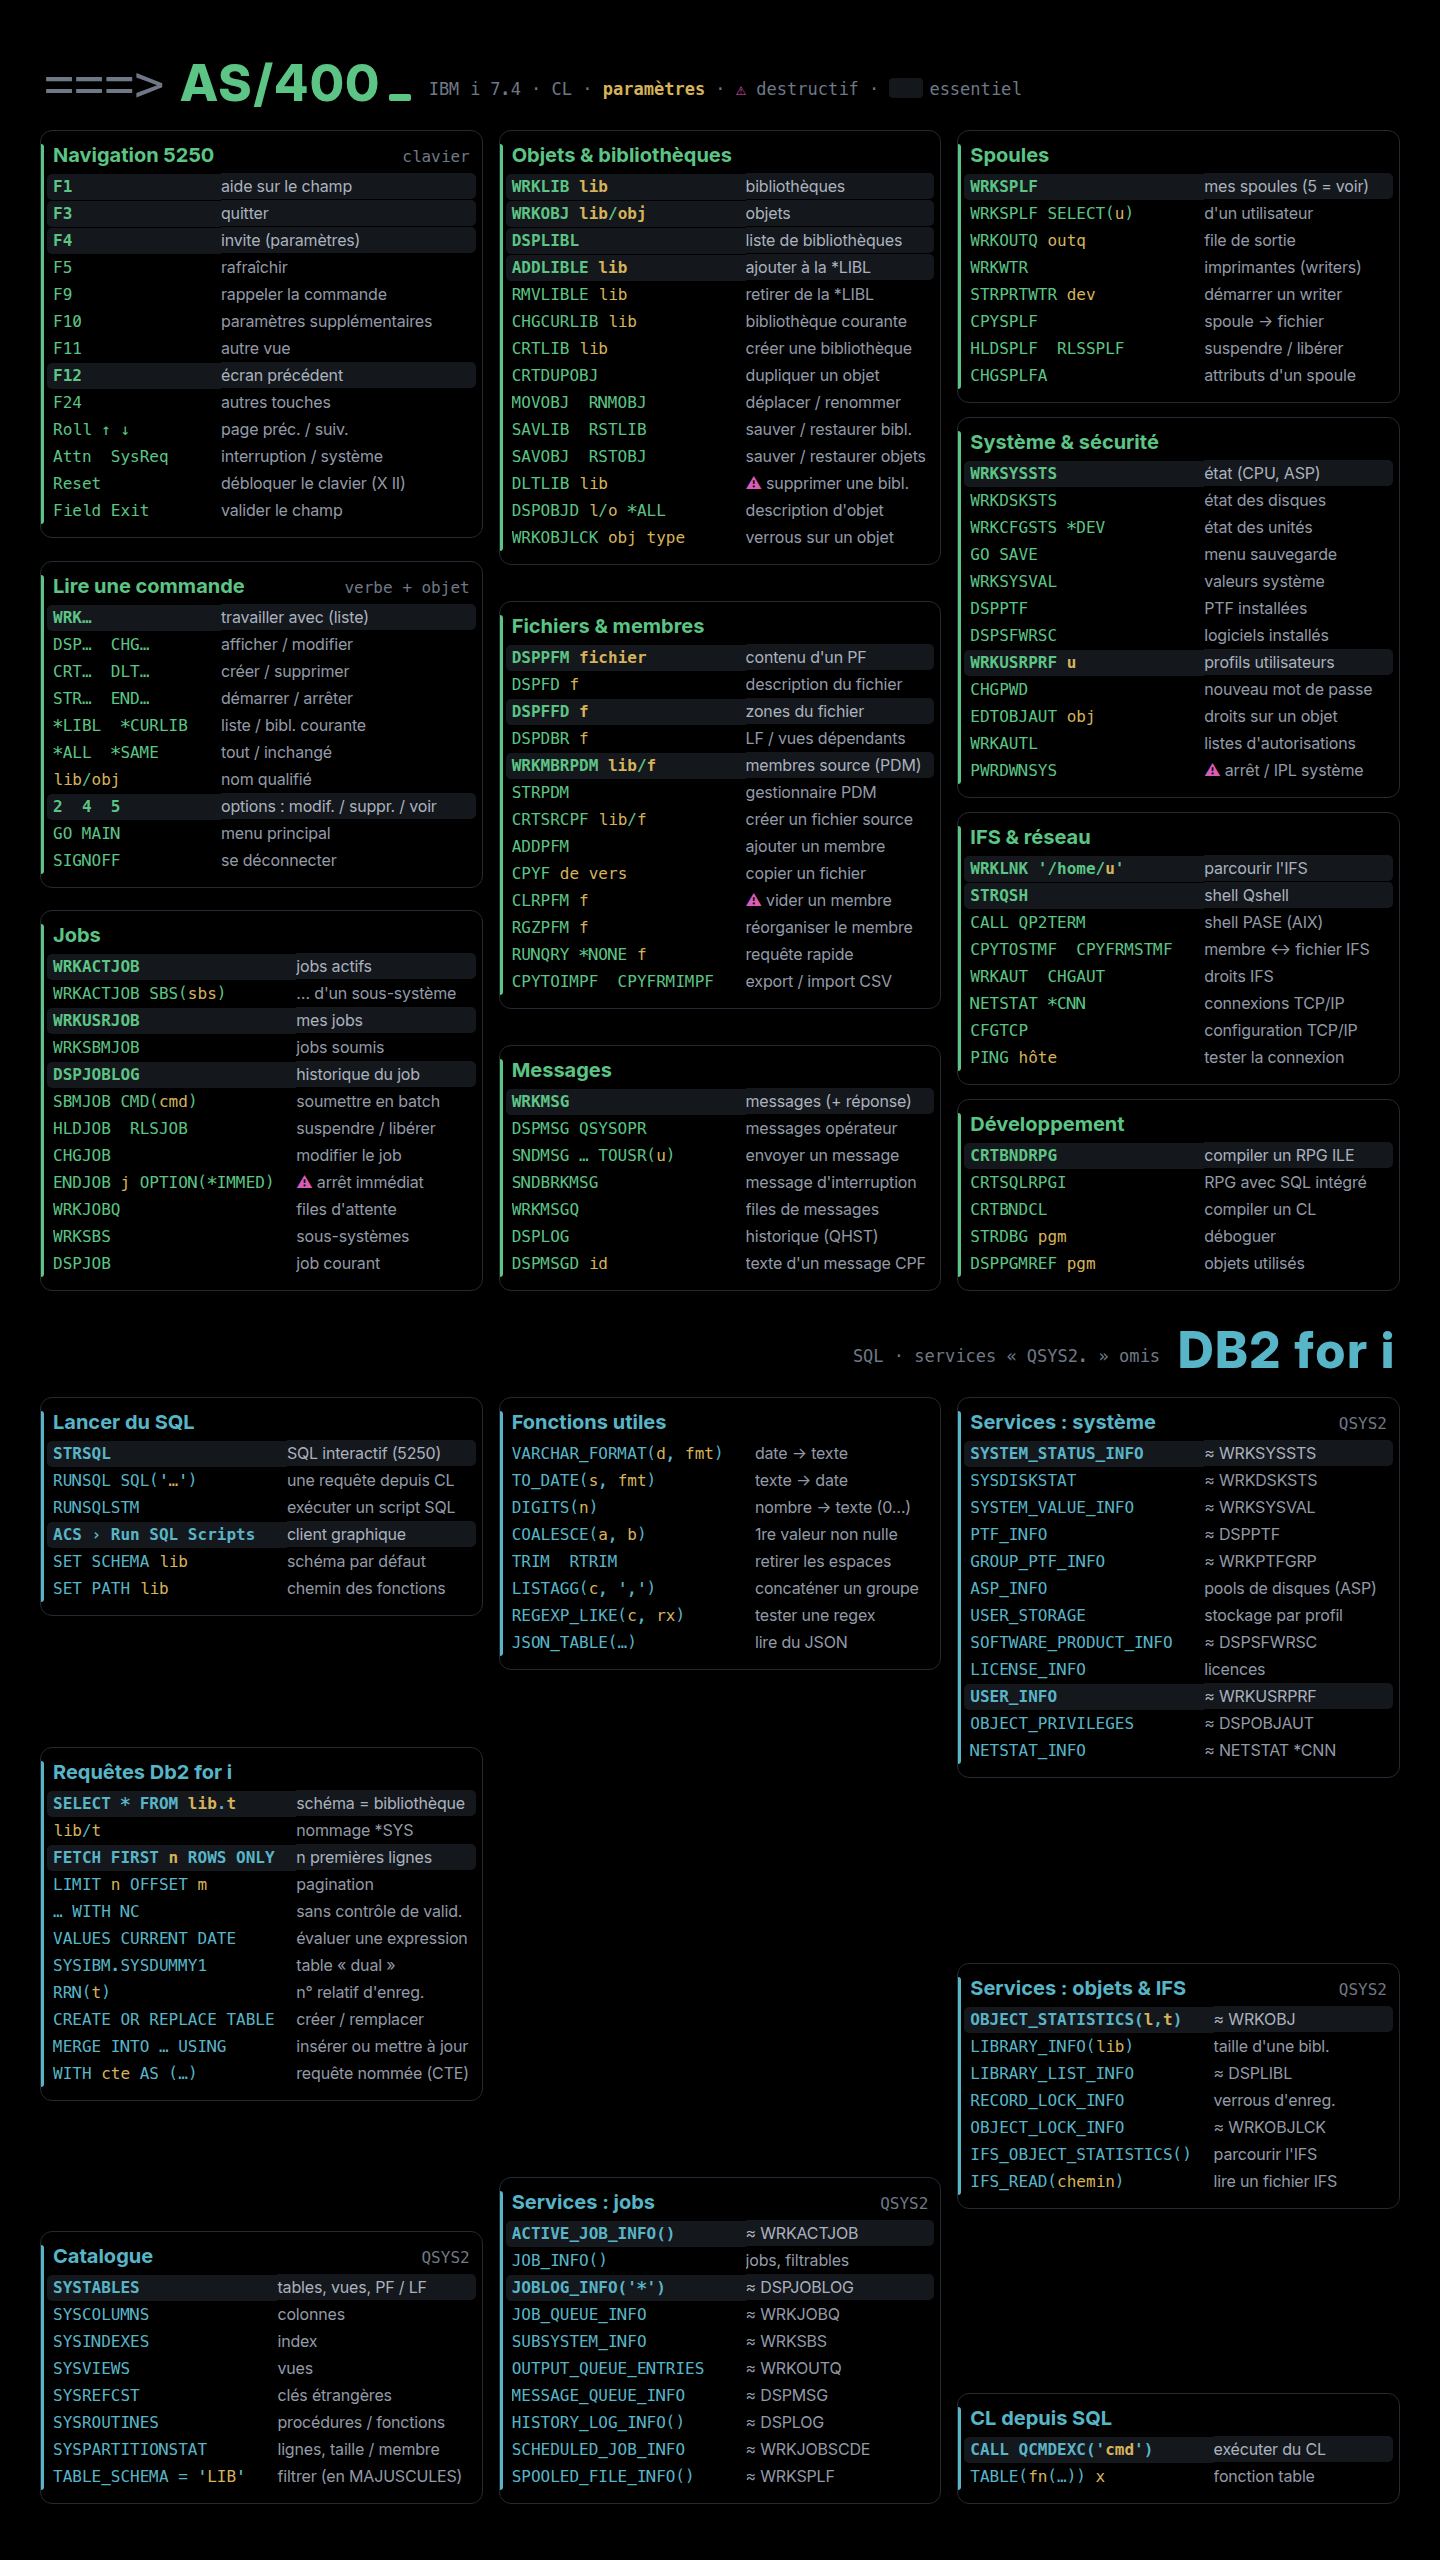 ===> AS/400_ IBM i 7.4 · CL · paramètres · ⚠ destructif · essentiel
Navigation 5250 clavier
F1 aide sur le champ
F3 quitter
F4 invite (paramètres)
F5 rafraîchir
F9 rappeler la commande
F10 paramètres supplémentaires
F11 autre vue
F12 écran précédent
F24 autres touches
Roll ↑ ↓ page préc. / suiv.
Attn SysReq interruption / système
Reset débloquer le clavier (X II)
Field Exit valider le champ
Lire une commande verbe + objet
WRK… travailler avec (liste)
DSP… CHG… afficher / modifier
CRT… DLT… créer / supprimer
STR… END… démarrer / arrêter
*LIBL *CURLIB liste / bibl. courante
*ALL *SAME tout / inchangé
lib/obj nom qualifié
2 4 5 options : modif. / suppr. / voir
GO MAIN menu principal
SIGNOFF se déconnecter
Jobs
WRKACTJOB jobs actifs
WRKACTJOB SBS(sbs) … d'un sous-système
WRKUSRJOB mes jobs
WRKSBMJOB jobs soumis
DSPJOBLOG historique du job
SBMJOB CMD(cmd) soumettre en batch
HLDJOB RLSJOB suspendre / libérer
CHGJOB modifier le job
ENDJOB j OPTION(*IMMED) ⚠ arrêt immédiat
WRKJOBQ files d'attente
WRKSBS sous-systèmes
DSPJOB job courant
Objets & bibliothèques
WRKLIB lib bibliothèques
WRKOBJ lib/obj objets
DSPLIBL liste de bibliothèques
ADDLIBLE lib ajouter à la *LIBL
RMVLIBLE lib retirer de la *LIBL
CHGCURLIB lib bibliothèque courante
CRTLIB lib créer une bibliothèque
CRTDUPOBJ dupliquer un objet
MOVOBJ RNMOBJ déplacer / renommer
SAVLIB RSTLIB sauver / restaurer bibl.
SAVOBJ RSTOBJ sauver / restaurer objets
DLTLIB lib ⚠ supprimer une bibl.
DSPOBJD l/o *ALL description d'objet
WRKOBJLCK obj type verrous sur un objet
Fichiers & membres
DSPPFM fichier contenu d'un PF
DSPFD f description du fichier
DSPFFD f zones du fichier
DSPDBR f LF / vues dépendants
WRKMBRPDM lib/f membres source (PDM)
STRPDM gestionnaire PDM
CRTSRCPF lib/f créer un fichier source
ADDPFM ajouter un membre
CPYF de vers copier un fichier
CLRPFM f ⚠ vider un membre
RGZPFM f réorganiser le membre
RUNQRY *NONE f requête rapide
CPYTOIMPF CPYFRMIMPF export / import CSV
Messages
WRKMSG messages (+ réponse)
DSPMSG QSYSOPR messages opérateur
SNDMSG … TOUSR(u) envoyer un message
SNDBRKMSG message d'interruption
WRKMSGQ files de messages
DSPLOG historique (QHST)
DSPMSGD id texte d'un message CPF
Spoules
WRKSPLF mes spoules (5 = voir)
WRKSPLF SELECT(u) d'un utilisateur
WRKOUTQ outq file de sortie
WRKWTR imprimantes (writers)
STRPRTWTR dev démarrer un writer
CPYSPLF spoule → fichier
HLDSPLF RLSSPLF suspendre / libérer
CHGSPLFA attributs d'un spoule
Système & sécurité
WRKSYSSTS état (CPU, ASP)
WRKDSKSTS état des disques
WRKCFGSTS *DEV état des unités
GO SAVE menu sauvegarde
WRKSYSVAL valeurs système
DSPPTF PTF installées
DSPSFWRSC logiciels installés
WRKUSRPRF u profils utilisateurs
CHGPWD nouveau mot de passe
EDTOBJAUT obj droits sur un objet
WRKAUTL listes d'autorisations
PWRDWNSYS ⚠ arrêt / IPL système
IFS & réseau
WRKLNK '/home/u' parcourir l'IFS
STRQSH shell Qshell
CALL QP2TERM shell PASE (AIX)
CPYTOSTMF CPYFRMSTMF membre ↔ fichier IFS
WRKAUT CHGAUT droits IFS
NETSTAT *CNN connexions TCP/IP
CFGTCP configuration TCP/IP
PING hôte tester la connexion
Développement
CRTBNDRPG compiler un RPG ILE
CRTSQLRPGI RPG avec SQL intégré
CRTBNDCL compiler un CL
STRDBG pgm déboguer
DSPPGMREF pgm objets utilisés
SQL · services « QSYS2. » omis DB2 for i
Lancer du SQL
STRSQL SQL interactif (5250)
RUNSQL SQL('…') une requête depuis CL
RUNSQLSTM exécuter un script SQL
ACS › Run SQL Scripts client graphique
SET SCHEMA lib schéma par défaut
SET PATH lib chemin des fonctions
Requêtes Db2 for i
SELECT * FROM lib.t schéma = bibliothèque
lib/t nommage *SYS
FETCH FIRST n ROWS ONLY n premières lignes
LIMIT n OFFSET m pagination
… WITH NC sans contrôle de valid.
VALUES CURRENT DATE évaluer une expression
SYSIBM.SYSDUMMY1 table « dual »
RRN(t) n° relatif d'enreg.
CREATE OR REPLACE TABLE créer / remplacer
MERGE INTO … USING insérer ou mettre à jour
WITH cte AS (…) requête nommée (CTE)
Catalogue QSYS2
SYSTABLES tables, vues, PF / LF
SYSCOLUMNS colonnes
SYSINDEXES index
SYSVIEWS vues
SYSREFCST clés étrangères
SYSROUTINES procédures / fonctions
SYSPARTITIONSTAT lignes, taille / membre
TABLE_SCHEMA = 'LIB' filtrer (en MAJUSCULES)
Fonctions utiles
VARCHAR_FORMAT(d, fmt) date → texte
TO_DATE(s, fmt) texte → date
DIGITS(n) nombre → texte (0…)
COALESCE(a, b) 1re valeur non nulle
TRIM RTRIM retirer les espaces
LISTAGG(c, ',') concaténer un groupe
REGEXP_LIKE(c, rx) tester une regex
JSON_TABLE(…) lire du JSON
Services : jobs QSYS2
ACTIVE_JOB_INFO() ≈ WRKACTJOB
JOB_INFO() jobs, filtrables
JOBLOG_INFO('*') ≈ DSPJOBLOG
JOB_QUEUE_INFO ≈ WRKJOBQ
SUBSYSTEM_INFO ≈ WRKSBS
OUTPUT_QUEUE_ENTRIES ≈ WRKOUTQ
MESSAGE_QUEUE_INFO ≈ DSPMSG
HISTORY_LOG_INFO() ≈ DSPLOG
SCHEDULED_JOB_INFO ≈ WRKJOBSCDE
SPOOLED_FILE_INFO() ≈ WRKSPLF
Services : système QSYS2
SYSTEM_STATUS_INFO ≈ WRKSYSSTS
SYSDISKSTAT ≈ WRKDSKSTS
SYSTEM_VALUE_INFO ≈ WRKSYSVAL
PTF_INFO ≈ DSPPTF
GROUP_PTF_INFO ≈ WRKPTFGRP
ASP_INFO pools de disques (ASP)
USER_STORAGE stockage par profil
SOFTWARE_PRODUCT_INFO ≈ DSPSFWRSC
LICENSE_INFO licences
USER_INFO ≈ WRKUSRPRF
OBJECT_PRIVILEGES ≈ DSPOBJAUT
NETSTAT_INFO ≈ NETSTAT *CNN
Services : objets & IFS QSYS2
OBJECT_STATISTICS(l,t) ≈ WRKOBJ
LIBRARY_INFO(lib) taille d'une bibl.
LIBRARY_LIST_INFO ≈ DSPLIBL
RECORD_LOCK_INFO verrous d'enreg.
OBJECT_LOCK_INFO ≈ WRKOBJLCK
IFS_OBJECT_STATISTICS() parcourir l'IFS
IFS_READ(chemin) lire un fichier IFS
CL depuis SQL
CALL QCMDEXC('cmd') exécuter du CL
TABLE(fn(…)) x fonction table